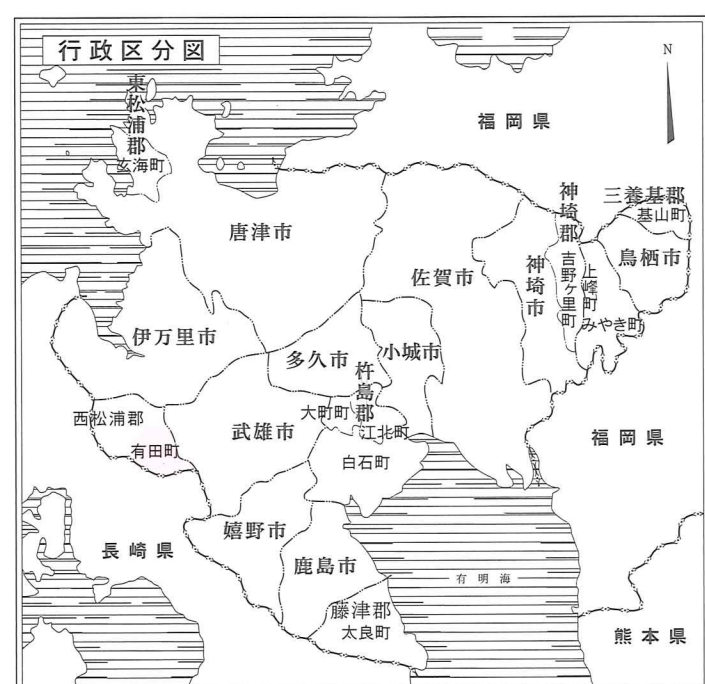 行政区分図
N
東松浦郡
玄海町
福岡県
唐津市
佐賀市
神埼郡
三養基郡
基山町
鳥栖市
神埼市
吉野ヶ里町
上峰町
みやき町
伊万里市
多久市
小城市
杵島郡
西松浦郡
有田町
武雄市
大町町
江北町
白石町
福岡県
嬉野市
長崎県
鹿島市
有明海
藤津郡
太良町
熊本県